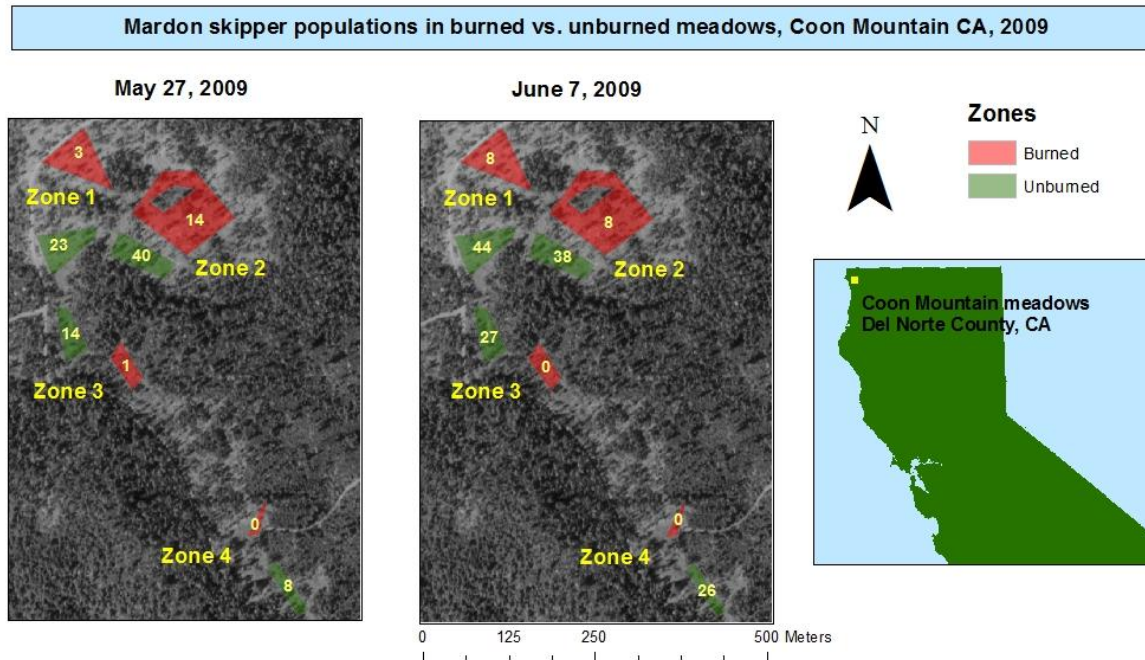 Mardon skipper populations in burned vs. unburned meadows, Coon Mountain CA, 2009
May 27, 2009
3
Zone 1
14
23
40
Zone 2
14
1
Zone 3
0
Zone 4
8
June 7, 2009
8
Zone 1
8
44
38
Zone 2
27
0
Zone 3
0
Zone 4
26
0 125 250 500 Meters
N
Zones
Burned
Unburned
Coon Mountain meadows
Del Norte County, CA